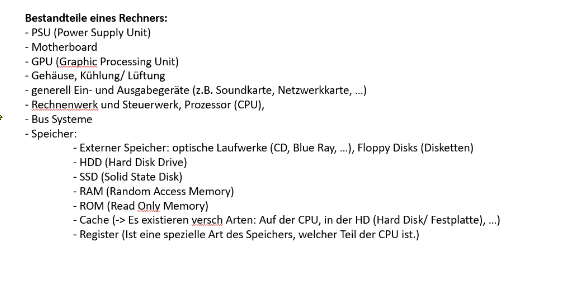 Bestandteile eines Rechners:
- PSU (Power Supply Unit)
- Motherboard
- GPU (Graphic Processing Unit)
- Gehäuse, Kühlung/ Lüftung
- generell Ein- und Ausgabegeräte (z.B. Soundkarte, Netzwerkkarte, ...)
- Rechnenwerk und Steuerwerk, Prozessor (CPU),
- Bus Systeme
- Speicher:
- Externer Speicher: optische Laufwerke (CD, Blue Ray, ...), Floppy Disks (Disketten)
- HDD (Hard Disk Drive)
- SSD (Solid State Disk)
- RAM (Random Access Memory)
- ROM (Read Only Memory)
- Cache (-> Es existieren versch Arten: Auf der CPU, in der HD (Hard Disk/ Festplatte), ...)
- Register (Ist eine spezielle Art des Speichers, welcher Teil der CPU ist.)